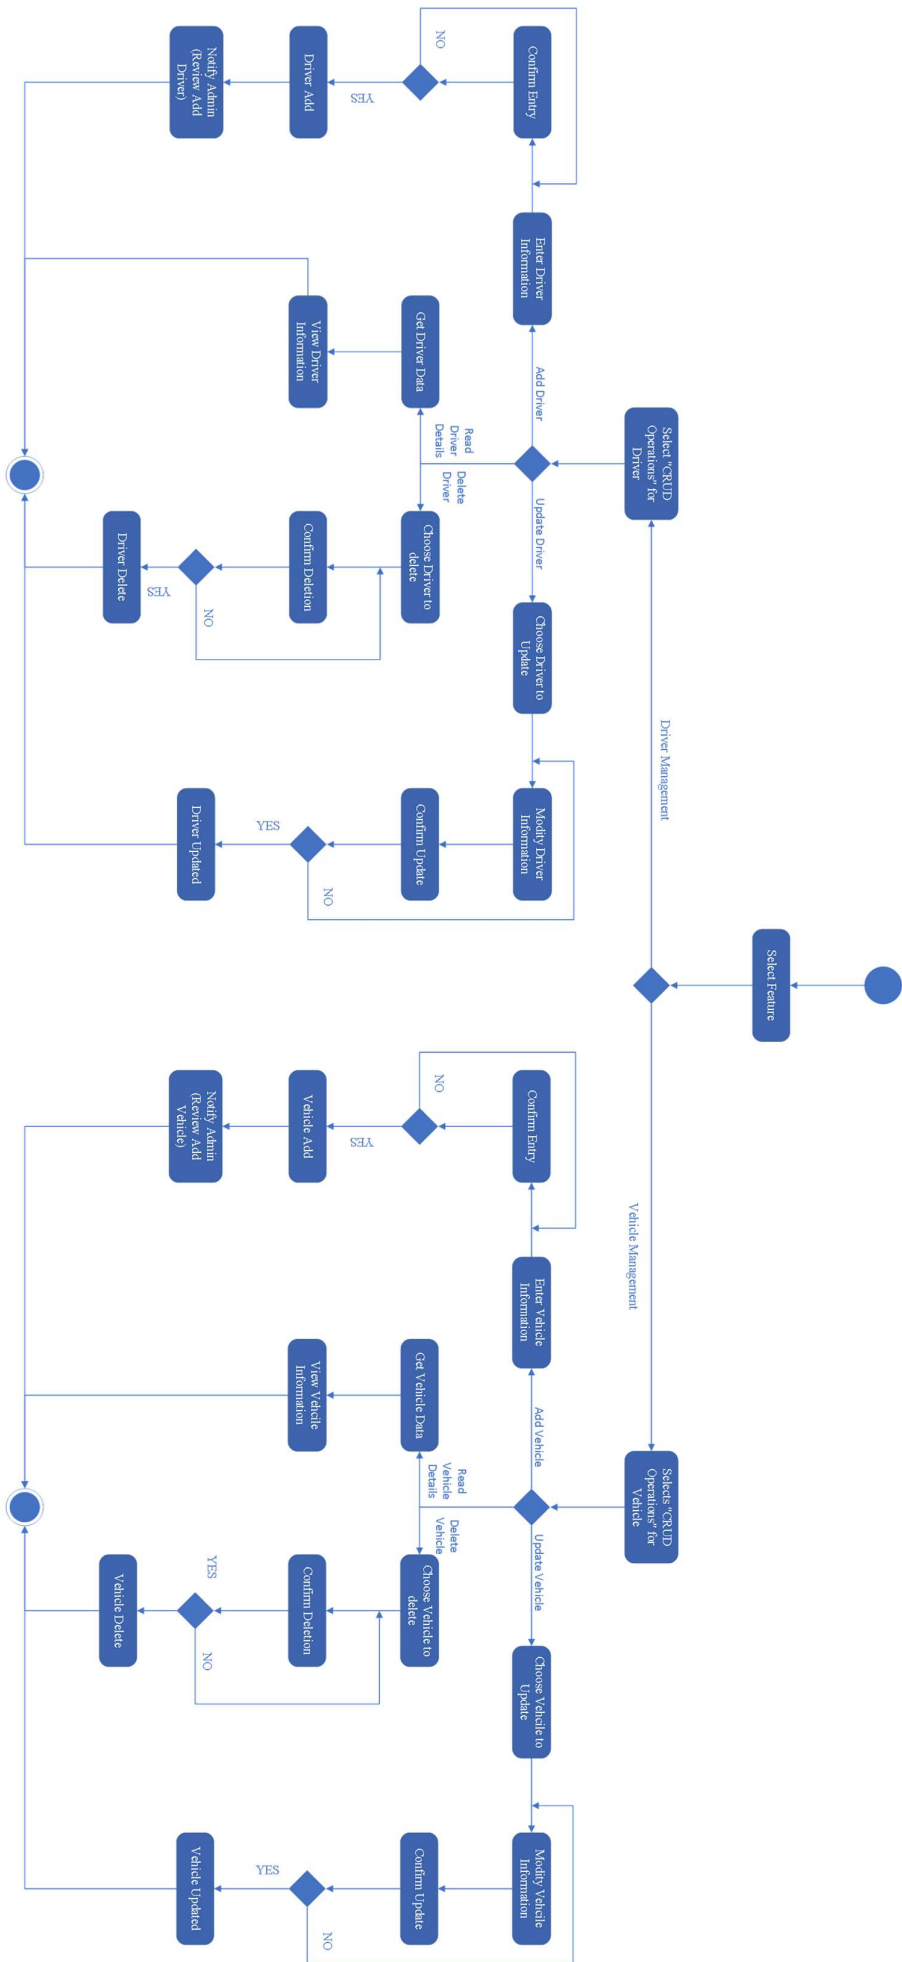 Select Feature
Driver Management
Vehicle Management
Select "CRUD
Operations" for
Driver
Selects "CRUD
Operations" for
Vehicle
Confirm Entry
Enter Driver
Information
Add Driver
Update Driver
Choose Driver to
Update
Modity Driver
Information
NO
YES
Driver Add
Notify Admin
(Review Add
Driver)
Read
Driver
Details
Delete
Driver
Get Driver Data
View Driver
Information
Choose Driver to
delete
Confirm Deletion
NO
YES
Driver Delete
Confirm Update
NO
YES
Driver Updated
Confirm Entry
Enter Vehicle
Information
Add Vehicle
Update Vehicle
Choose Vehcile to
Update
Modity Vehcile
Information
NO
YES
Vehicle Add
Notify Admin
(Review Add
Vehicle)
Read
Vehicle
Details
Delete
Vehicle
Get Vehicle Data
View Vehcile
Information
Choose Vehicle to
delete
Confirm Deletion
YES
NO
Vehicle Delete
Confirm Update
YES
NO
Vehicle Updated